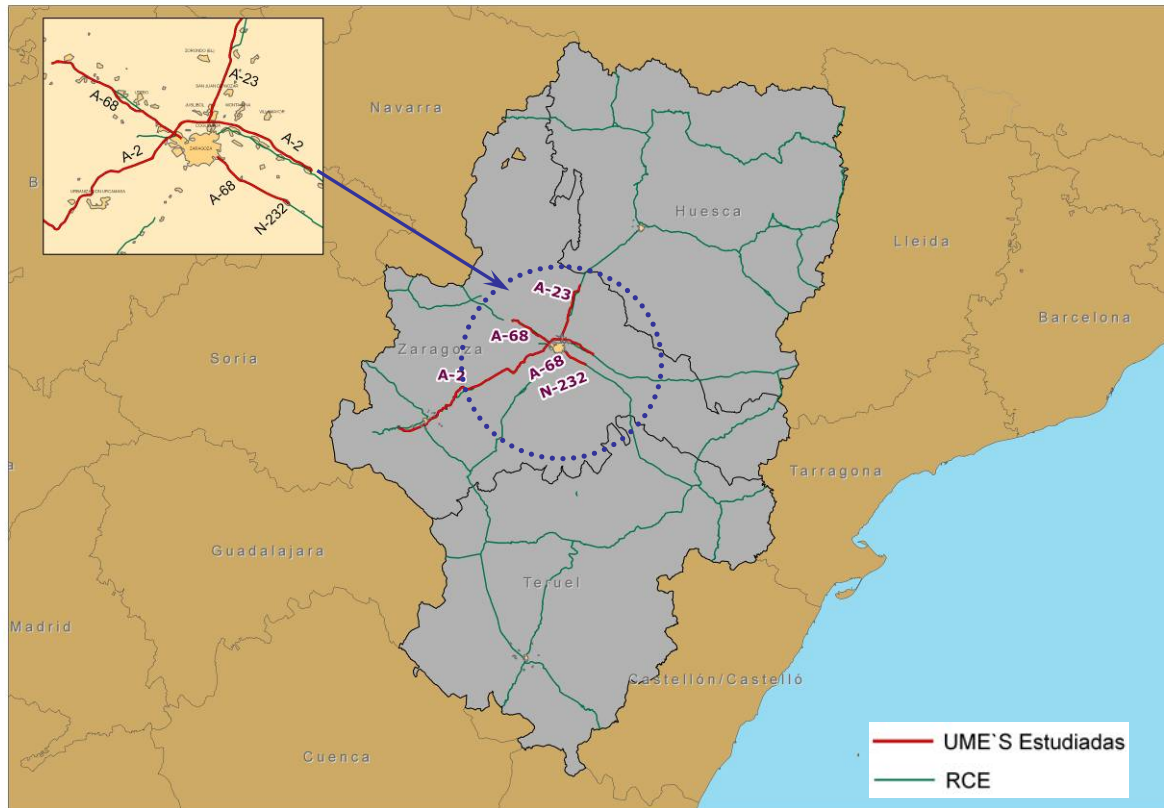 A-23
A-68
A-2
A-2
A-68
N-232
ZARAGOZA
Navarra
Huesca
Lleida
Barcelona
A-23
A-68
Zaragoza
Soria
A-2
A-68
N-232
Tarragona
Guadalajara
Teruel
Madrid
Castellón/Castelló
Cuenca
UME`S Estudiadas
RCE